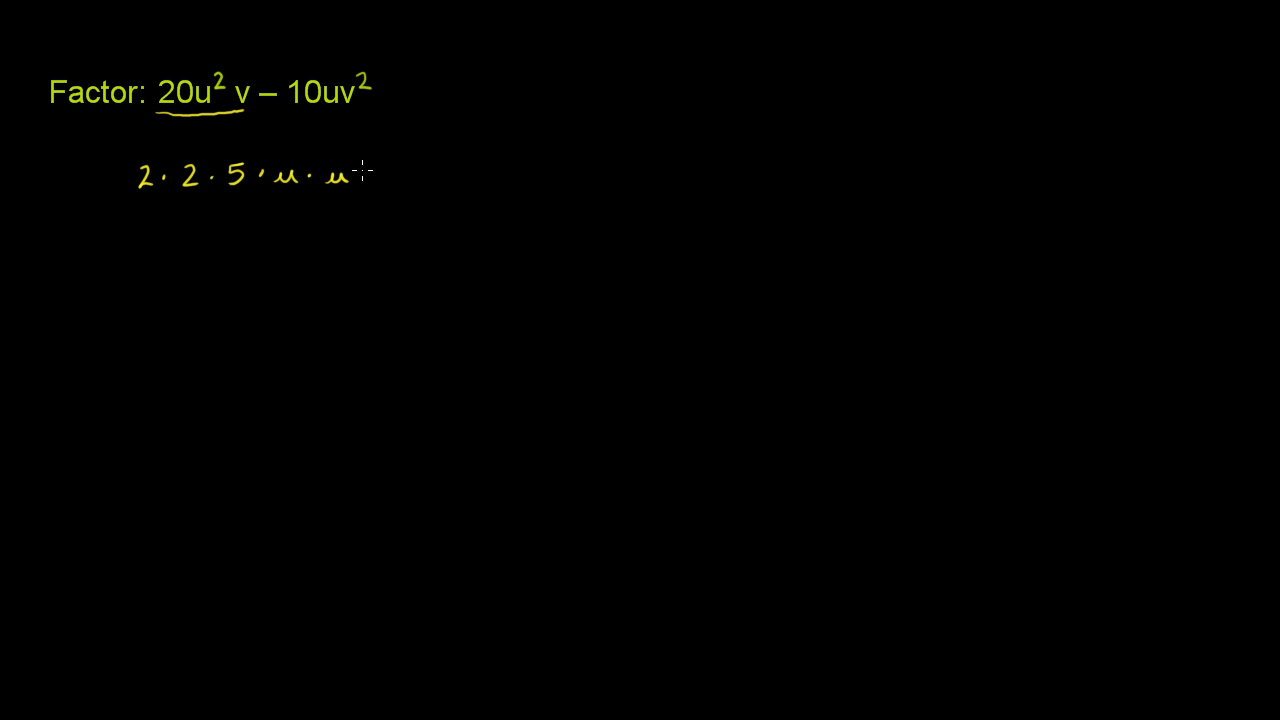 Factor: 20u² v – 10uv²
2 · 2 · 5 · u · u